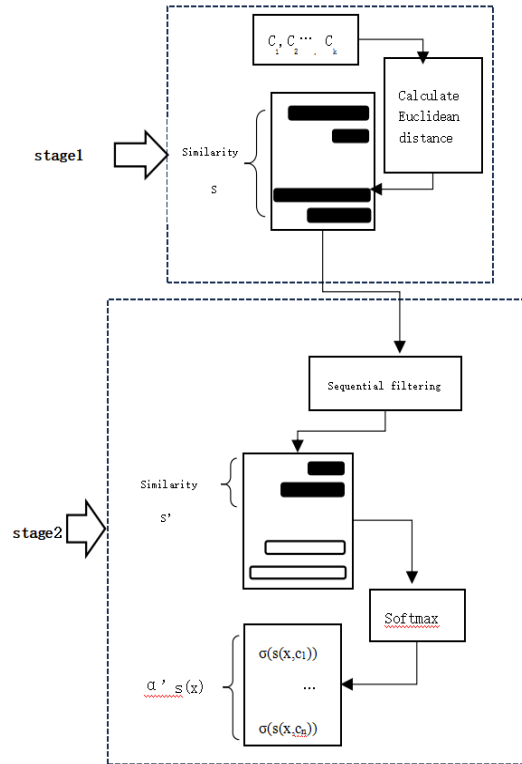 C1,C2… . Ck
Calculate
Euclidean
distance
Similarity
S
stage1
Sequential filtering
Similarity
S'
stage2
Softmax
σ(s(x,c1))
…
σ(s(x,cn))
α's(x)